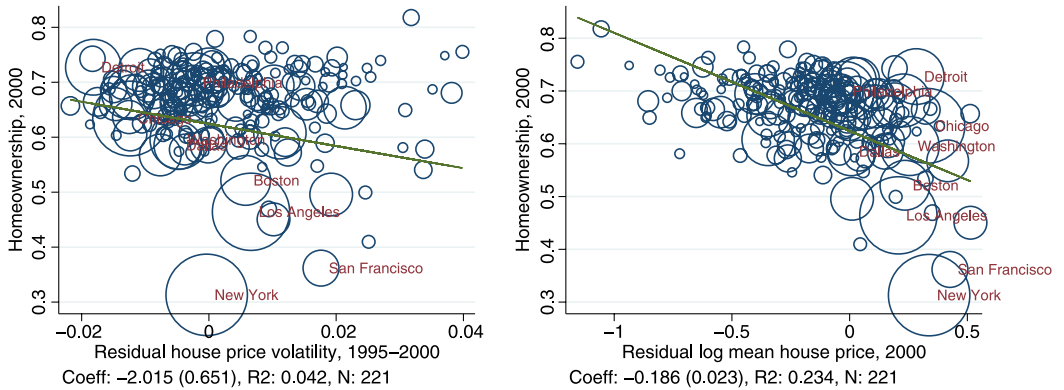 Homeownership, 2000
0.8
0.7
0.6
0.5
0.4
0.3
Detroit
Philadelphia
Chicago
Washington
Dallas
Boston
Los Angeles
San Francisco
New York
−0.02
0
0.02
0.04
Residual house price volatility, 1995−2000
Coeff: −2.015 (0.651), R2: 0.042, N: 221
Homeownership, 2000
0.8
0.7
0.6
0.5
0.4
0.3
Detroit
Philadelphia
Chicago
Washington
Dallas
Boston
Los Angeles
San Francisco
New York
−1
−0.5
0
0.5
Residual log mean house price, 2000
Coeff: −0.186 (0.023), R2: 0.234, N: 221